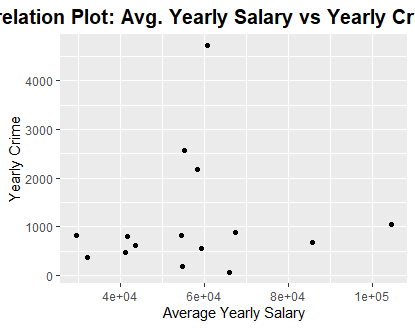 relation Plot: Avg. Yearly Salary vs Yearly Cr
4000
3000
2000
1000
0
Yearly Crime
4e+04
6e+04
8e+04
1e+05
Average Yearly Salary